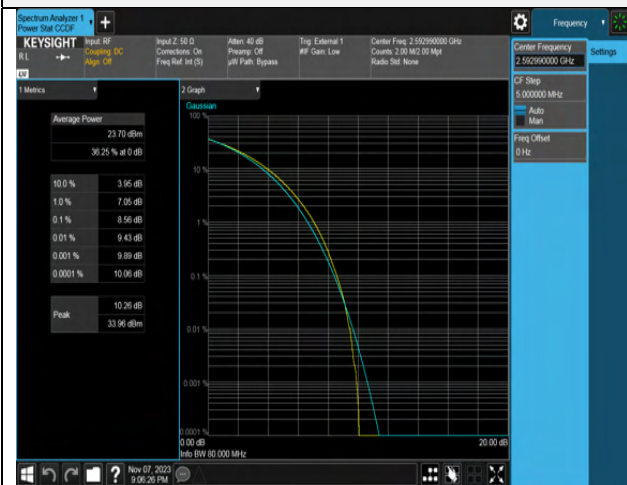 Spectrum Analyzer 1
Power Stat CCDF
Frequency
KEYSIGHT
R L
LW
Input: RF
Coupling: DC
Align: Off
Input Z: 50 Ω
Corrections: On
Freq Ref: Int (S)
Atten: 40 dB
Preamp: Off
µW Path: Bypass
Trig: External 1
#IF Gain: Low
Center Freq: 2.592990000 GHz
Counts: 2.00 M/2.00 Mpt
Radio Std: None
Center Frequency
2.592990000 GHz
Settings
CF Step
5.000000 MHz
Auto
Man
Freq Offset
0 Hz
1 Metrics
Average Power
23.70 dBm
36.25 % at 0 dB
10.0 % 3.95 dB
1.0 % 7.05 dB
0.1 % 8.56 dB
0.01 % 9.43 dB
0.001 % 9.89 dB
0.0001 % 10.06 dB
Peak
10.26 dB
33.96 dBm
2 Graph
Gaussian
100 %
10 %
1 %
0.1 %
0.01 %
0.001 %
0.0001 %
0.00 dB
20.00 dB
Info BW 80.000 MHz
Nov 07, 2023
9:06:26 PM